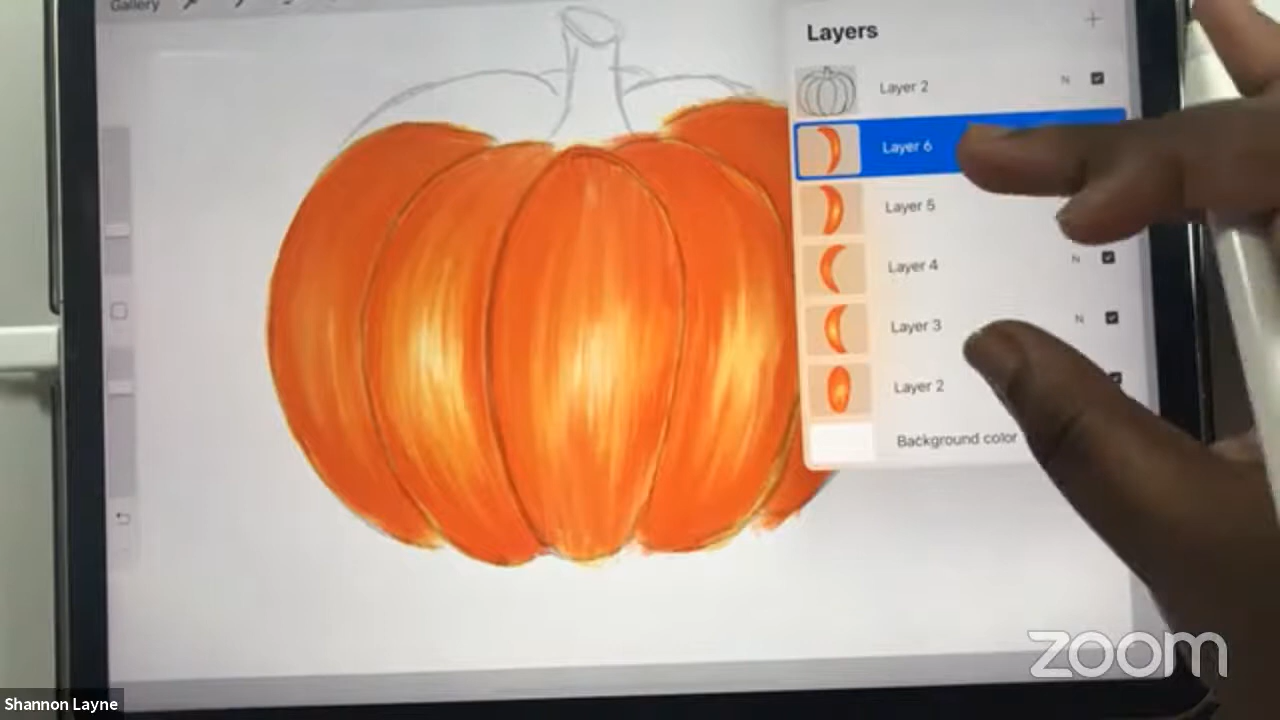 Gallery
Layers
Layer 2
N
Layer 6
Layer 5
Layer 4
N
Layer 3
N
Layer 2
Background color
zoom
Shannon Layne